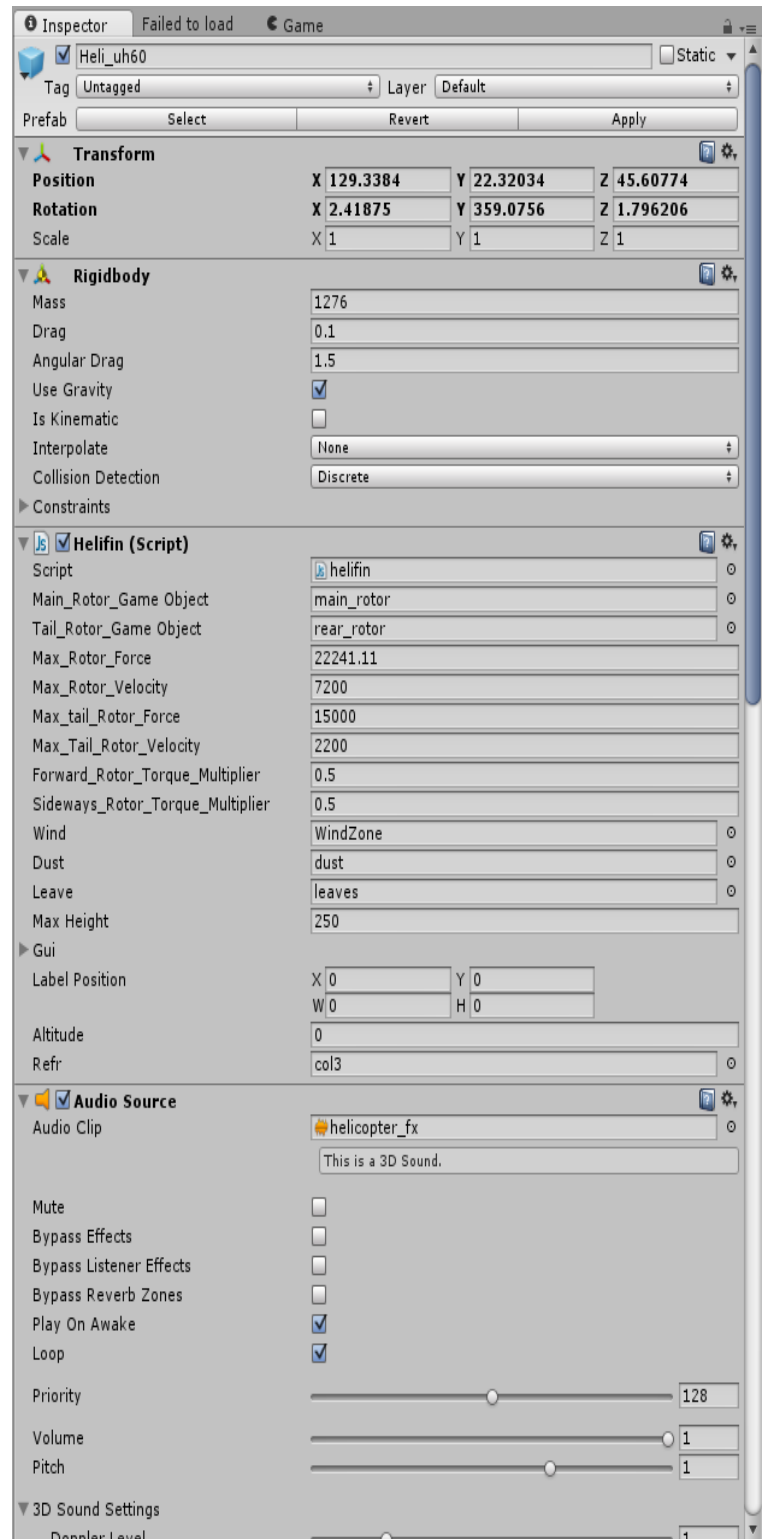 Inspector Failed to load Game
Heli_uh60 Static
Tag Untagged Layer Default
Prefab Select Revert Apply
Transform
Position X 129.3384 Y 22.32034 Z 45.60774
Rotation X 2.41875 Y 359.0756 Z 1.796206
Scale X 1 Y 1 Z 1
Rigidbody
Mass 1276
Drag 0.1
Angular Drag 1.5
Use Gravity
Is Kinematic
Interpolate None
Collision Detection Discrete
Constraints
Js Helifin (Script)
Script helifin
Main_Rotor_Game Object main_rotor
Tail_Rotor_Game Object rear_rotor
Max_Rotor_Force 22241.11
Max_Rotor_Velocity 7200
Max_tail_Rotor_Force 15000
Max_Tail_Rotor_Velocity 2200
Forward_Rotor_Torque_Multiplier 0.5
Sideways_Rotor_Torque_Multiplier 0.5
Wind WindZone
Dust dust
Leave leaves
Max Height 250
Gui
Label Position X 0 Y 0
W 0 H 0
Altitude 0
Refr col3
Audio Source
Audio Clip helicopter_fx
This is a 3D Sound.
Mute
Bypass Effects
Bypass Listener Effects
Bypass Reverb Zones
Play On Awake
Loop
Priority 128
Volume 1
Pitch 1
3D Sound Settings
Doppler Level 1